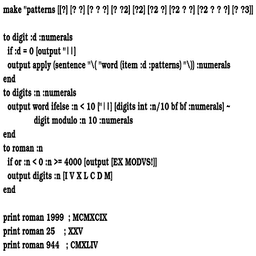 make "patterns [[?] [? ?] [? ? ?] [? ?2] [?2] [?2 ?] [?2 ? ?] [?2 ? ? ?] [? ?3]]
to digit :d :numerals
if :d = 0 [output "||]
output apply (sentence "\( "word (item :d :patterns) "\)) :numerals
end
to digits :n :numerals
output word ifelse :n < 10 ["||] [digits int :n/10 bf bf :numerals] ~
digit modulo :n 10 :numerals
end
to roman :n
if or :n < 0 :n >= 4000 [output [EX MODVS!]]
output digits :n [I V X L C D M]
end
print roman 1999 ; MCMXCIX
print roman 25 ; XXV
print roman 944 ; CMXLIV